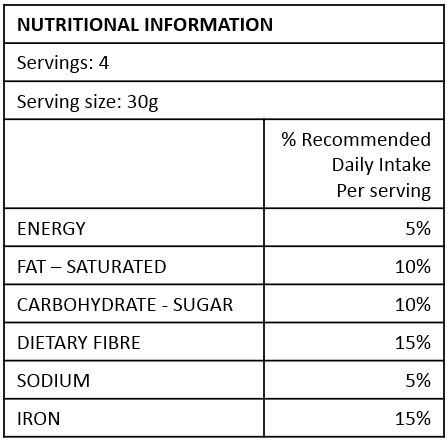 NUTRITIONAL INFORMATION
Servings: 4
Serving size: 30g
% Recommended
Daily Intake
Per serving
ENERGY 5%
FAT – SATURATED 10%
CARBOHYDRATE - SUGAR 10%
DIETARY FIBRE 15%
SODIUM 5%
IRON 15%